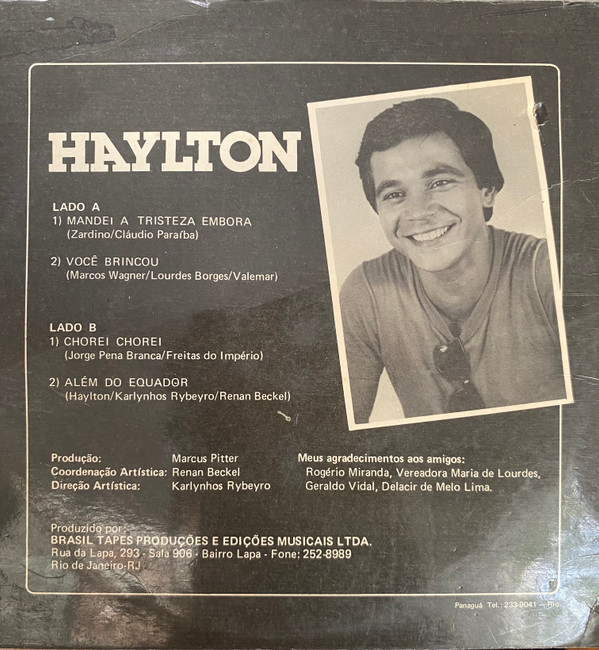 HAYLTON
LADO A
1) MANDEI A TRISTEZA EMBORA
(Zardino/Cláudio Paraíba)
2) VOCÊ BRINCOU
(Marcos Wagner/Lourdes Borges/Valemar)
LADO B
1) CHOREI CHOREI
(Jorge Pena Branca/Freitas do Império)
2) ALÉM DO EQUADOR
(Haylton/Karlynhos Rybeyro/Renan Beckel)
Produção: Marcus Pitter
Coordenação Artística: Renan Beckel
Direção Artística: Karlynhos Rybeyro
Meus agradecimentos aos amigos:
Rogério Miranda, Vereadora Maria de Lourdes,
Geraldo Vidal, Delacir de Melo Lima.
Produzido por:
BRASIL TAPES PRODUÇÕES E EDIÇÕES MUSICAIS LTDA.
Rua da Lapa, 293 - Sala 906 - Bairro Lapa - Fone: 252-8989
Rio de Janeiro-RJ
Panaguá Tel.: 233-9041 — Rio